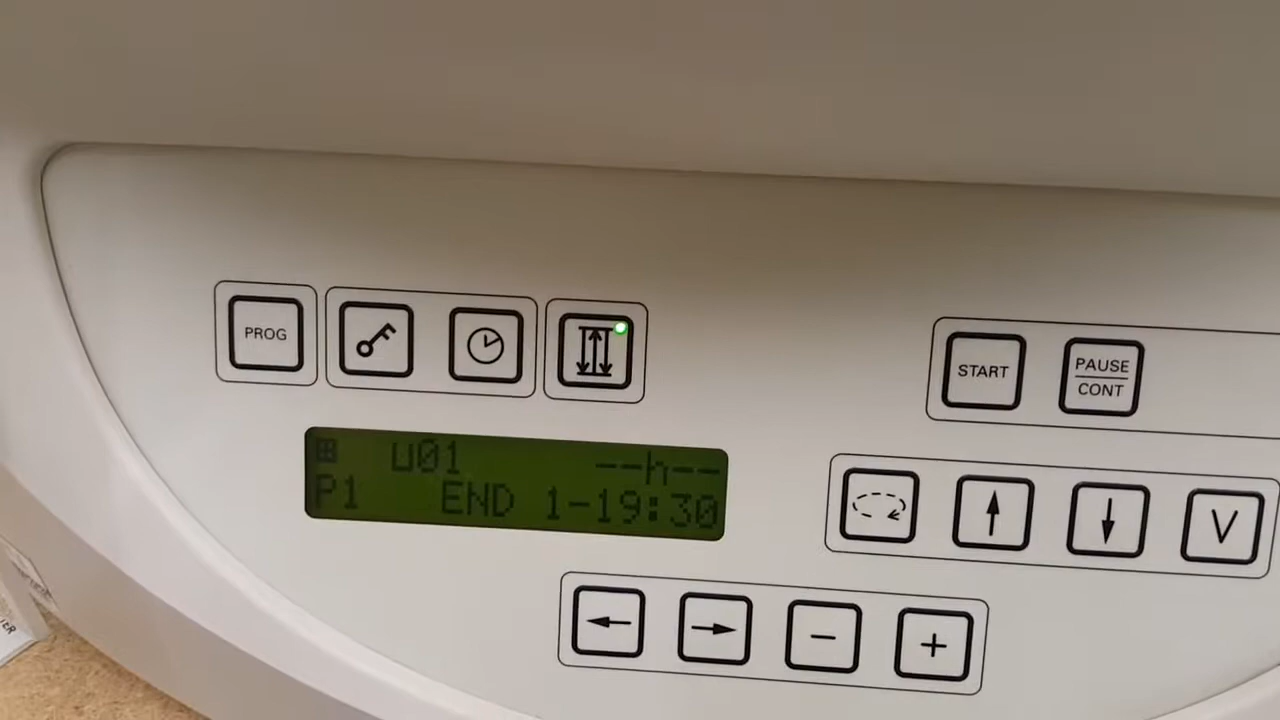 PROG
START
PAUSE
CONT
u01 --h--
P1 END 1-19:30
V
− +